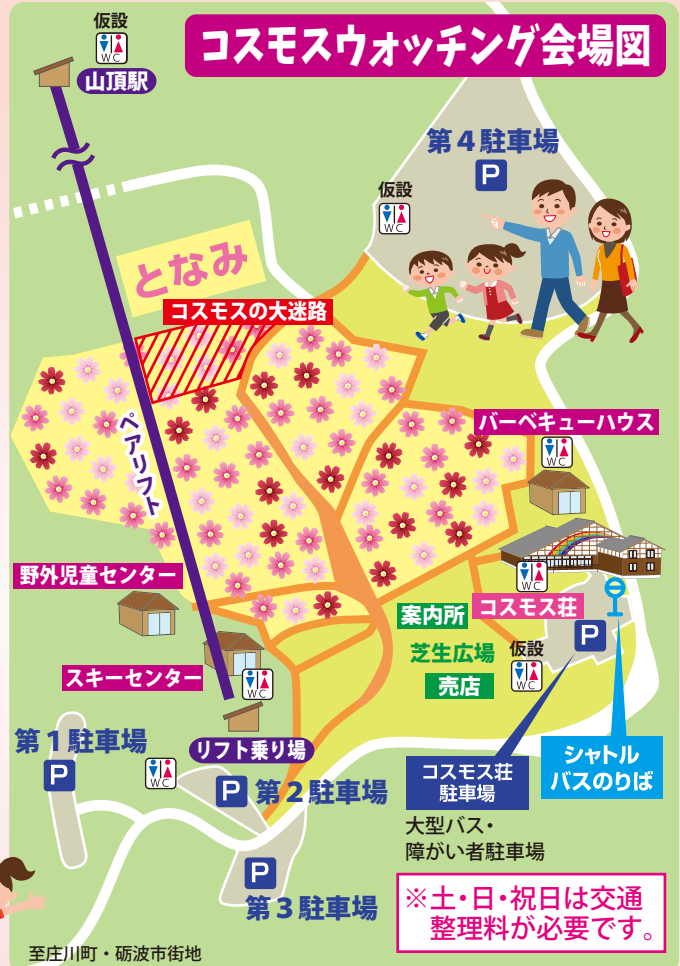 コスモスウォッチング会場図
仮設
WC
山頂駅
第4駐車場
P
仮設
WC
となみ
コスモスの大迷路
ペアリフト
バーベキューハウス
WC
野外児童センター
WC
コスモス荘
案内所
P
芝生広場
仮設
WC
売店
スキーセンター
WC
リフト乗り場
第1駐車場
P
WC
P
第2駐車場
コスモス荘
駐車場
シャトル
バスのりば
大型バス・
障がい者駐車場
P
第3駐車場
※土・日・祝日は交通
整理料が必要です。
至庄川町・砺波市街地